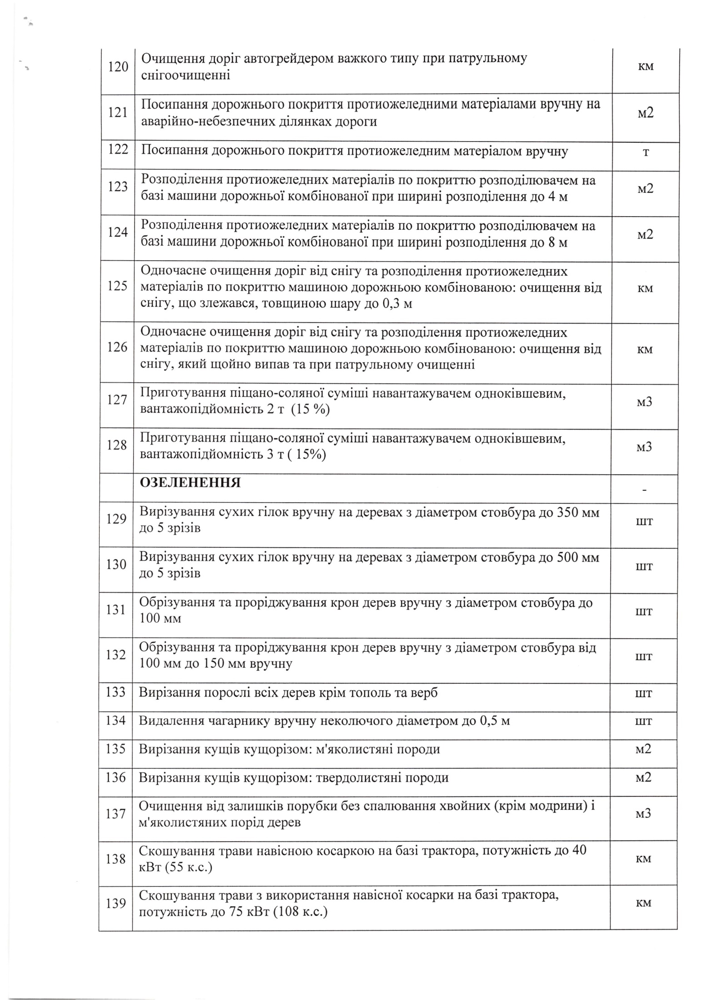 120 Очищення доріг автогрейдером важкого типу при патрульному км
снігоочищенні
121 Посипання дорожнього покриття протиожеледними матеріалами вручну на м2
аварійно-небезпечних ділянках дороги
122 Посипання дорожнього покриття протиожеледним матеріалом вручну т
123 Розподілення протиожеледних матеріалів по покриттю розподілювачем на м2
базі машини дорожньої комбінованої при ширині розподілення до 4 м
124 Розподілення протиожеледних матеріалів по покриттю розподілювачем на м2
базі машини дорожньої комбінованої при ширині розподілення до 8 м
Одночасне очищення доріг від снігу та розподілення протиожеледних
125 матеріалів по покриттю машиною дорожньою комбінованою: очищення від км
снігу, що злежався, товщиною шару до 0,3 м
Одночасне очищення доріг від снігу та розподілення протиожеледних
126 матеріалів по покриттю машиною дорожньою комбінованою: очищення від км
снігу, який щойно випав та при патрульному очищенні
127 Приготування піщано-соляної суміші навантажувачем одноківшевим, м3
вантажопідйомність 2 т (15 %)
128 Приготування піщано-соляної суміші навантажувачем одноківшевим, м3
вантажопідйомність 3 т ( 15%)
ОЗЕЛЕНЕННЯ -
129 Вирізування сухих гілок вручну на деревах з діаметром стовбура до 350 мм шт
до 5 зрізів
130 Вирізування сухих гілок вручну на деревах з діаметром стовбура до 500 мм шт
до 5 зрізів
131 Обрізування та проріджування крон дерев вручну з діаметром стовбура до шт
100 мм
132 Обрізування та проріджування крон дерев вручну з діаметром стовбура від шт
100 мм до 150 мм вручну
133 Вирізання порослі всіх дерев крім тополь та верб шт
134 Видалення чагарнику вручну неколючого діаметром до 0,5 м шт
135 Вирізання кущів кущорізом: м'яколистяні породи м2
136 Вирізання кущів кущорізом: твердолистяні породи м2
137 Очищення від залишків порубки без спалювання хвойних (крім модрини) і м3
м'яколистяних порід дерев
138 Скошування трави навісною косаркою на базі трактора, потужність до 40 км
кВт (55 к.с.)
139 Скошування трави з використання навісної косарки на базі трактора, км
потужність до 75 кВт (108 к.с.)